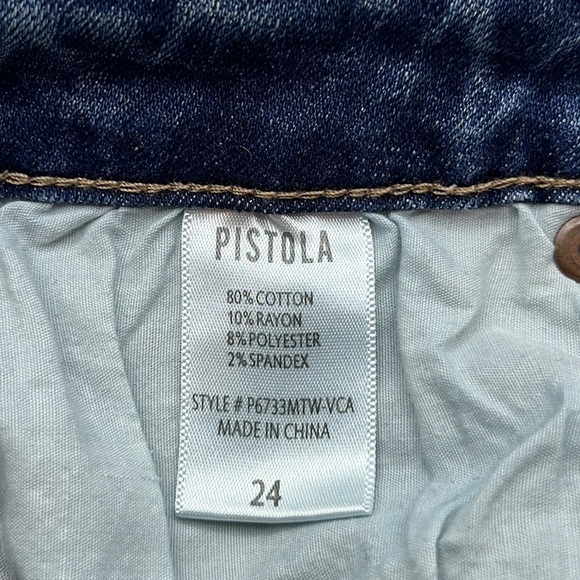 PISTOLA
80% COTTON
10% RAYON
8% POLYESTER
2% SPANDEX
STYLE # P6733MTW-VCA
MADE IN CHINA
24